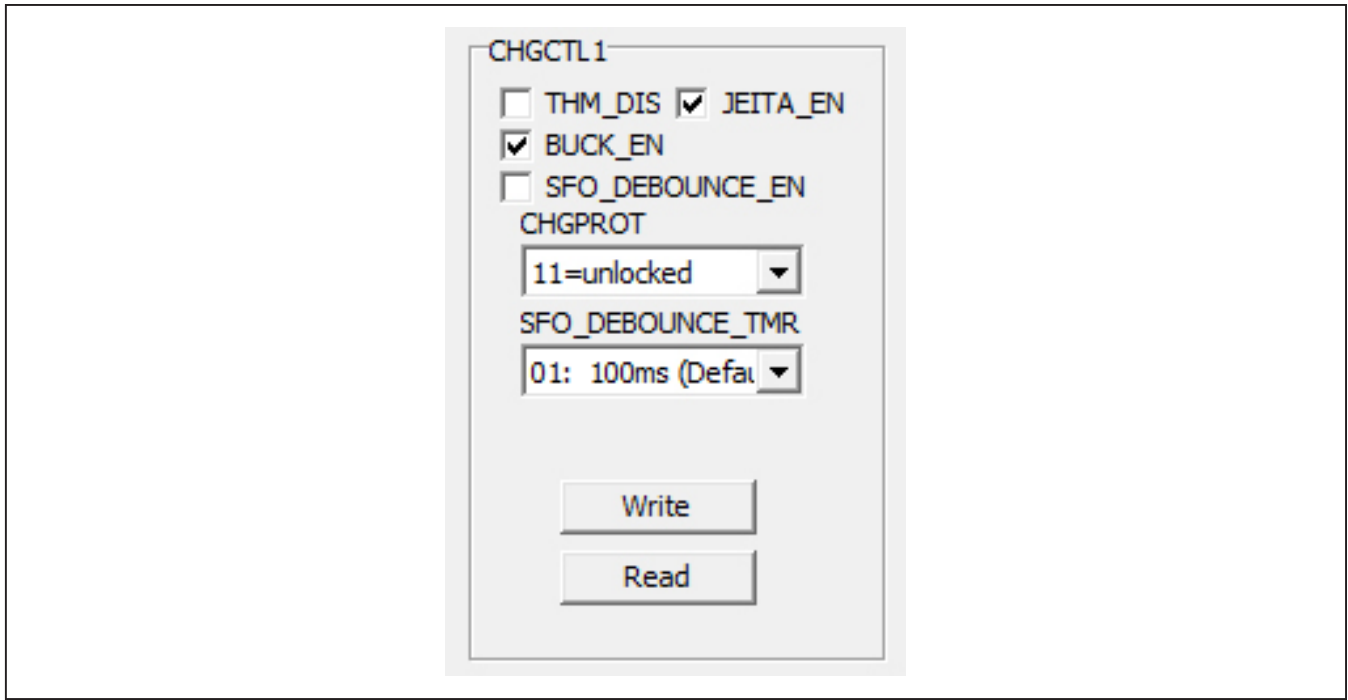 CHGCTL1
THM_DIS JEITA_EN
BUCK_EN
SFO_DEBOUNCE_EN
CHGPROT
11=unlocked
SFO_DEBOUNCE_TMR
01: 100ms (Defau
Write
Read